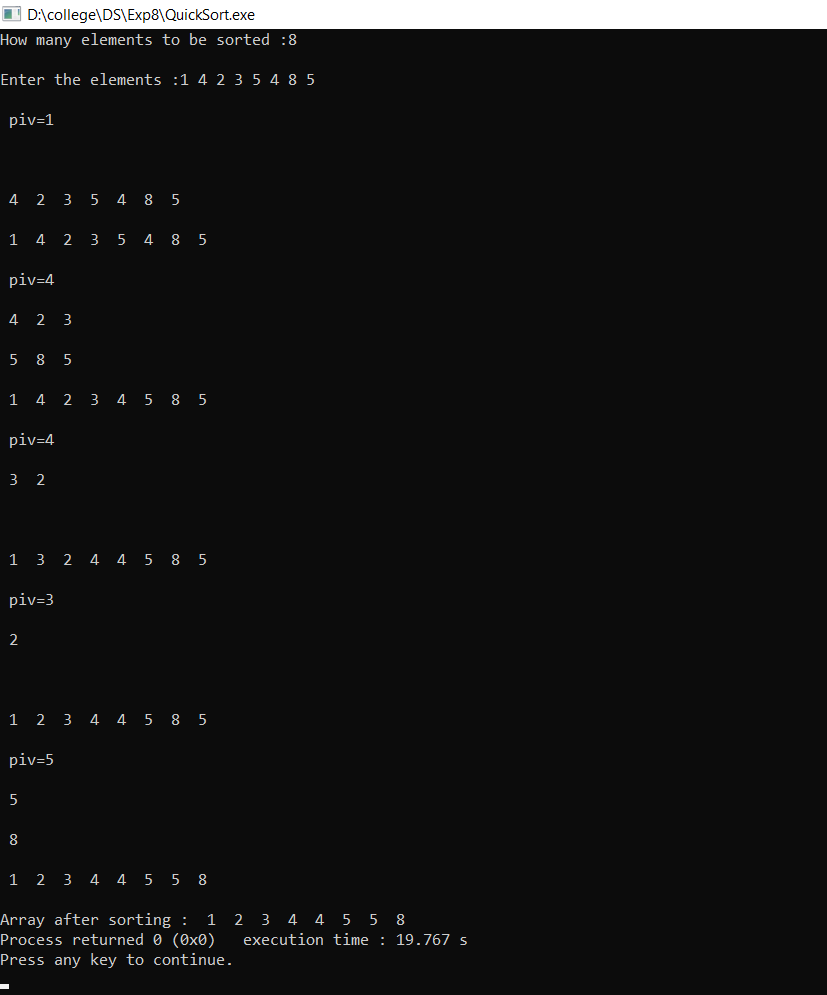 D:\college\DS\Exp8\QuickSort.exe
How many elements to be sorted :8
Enter the elements :1 4 2 3 5 4 8 5
piv=1
4 2 3 5 4 8 5
1 4 2 3 5 4 8 5
piv=4
4 2 3
5 8 5
1 4 2 3 4 5 8 5
piv=4
3 2
1 3 2 4 4 5 8 5
piv=3
2
1 2 3 4 4 5 8 5
piv=5
5
8
1 2 3 4 4 5 5 8
Array after sorting : 1 2 3 4 4 5 5 8
Process returned 0 (0x0) execution time : 19.767 s
Press any key to continue.